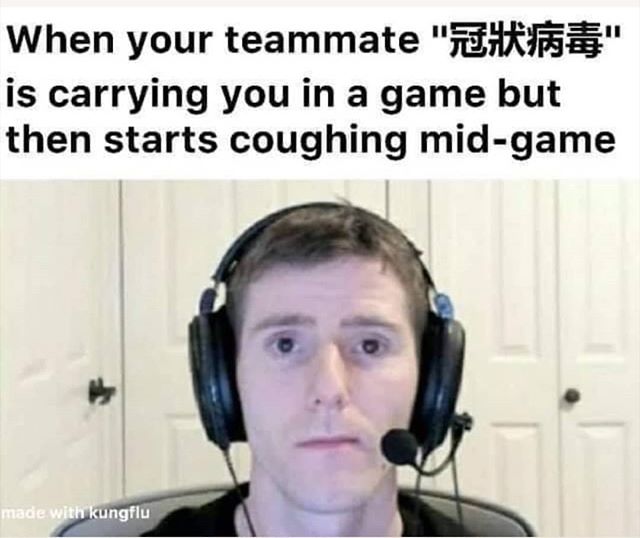 When your teammate "冠狀病毒"
is carrying you in a game but
then starts coughing mid-game
made with kungflu